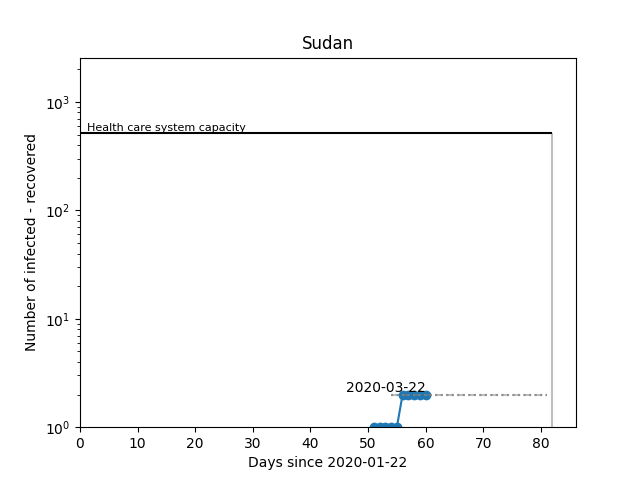 Sudan
Number of infected - recovered
10³
Health care system capacity
10²
10¹
2020-03-22
10⁰
0 10 20 30 40 50 60 70 80
Days since 2020-01-22